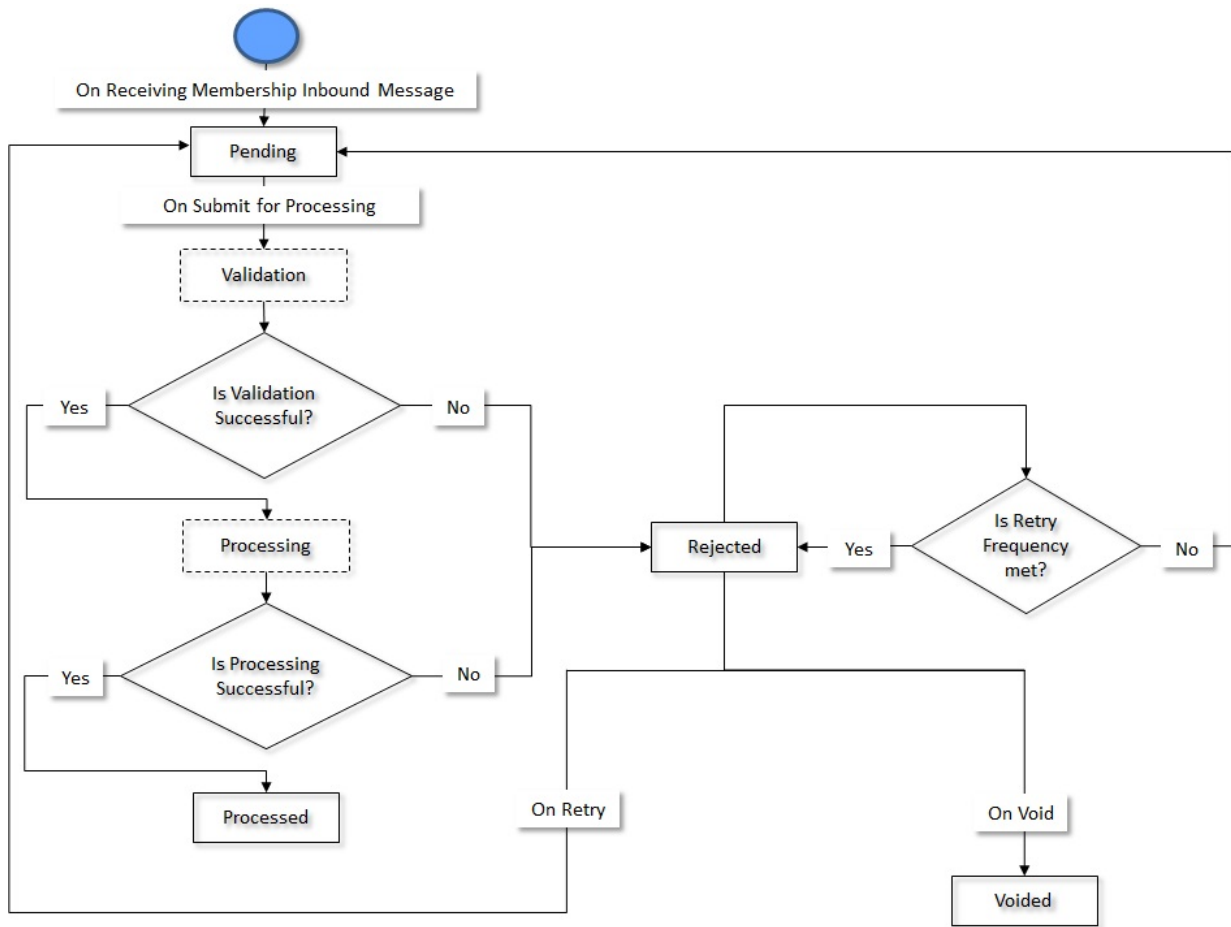 On Receiving Membership Inbound Message
Pending
On Submit for Processing
Validation
Is Validation
Successful?
Yes
No
Processing
Rejected
Is Retry
Frequency
met?
Yes
No
Is Processing
Successful?
Yes
No
Processed
On Retry
On Void
Voided